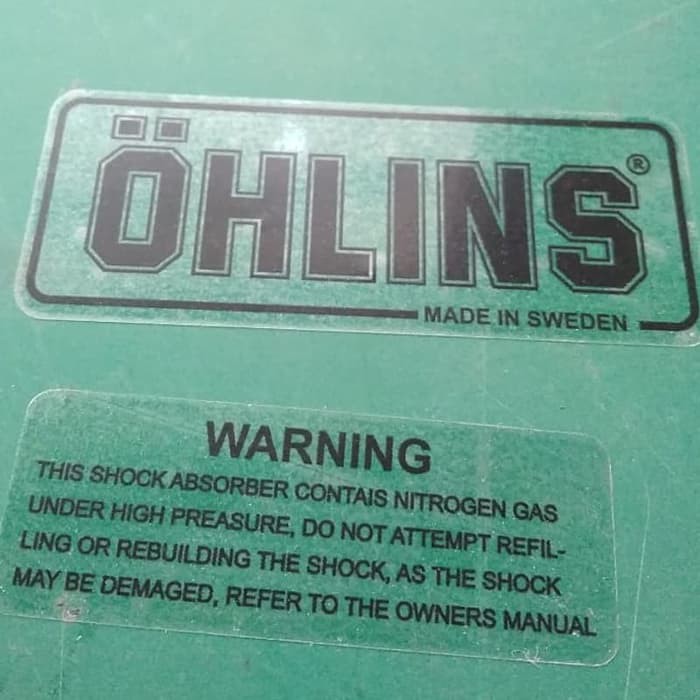 ÖHLINS®
MADE IN SWEDEN
WARNING
THIS SHOCK ABSORBER CONTAIS NITROGEN GAS
UNDER HIGH PREASURE, DO NOT ATTEMPT REFIL-
LING OR REBUILDING THE SHOCK, AS THE SHOCK
MAY BE DEMAGED, REFER TO THE OWNERS MANUAL